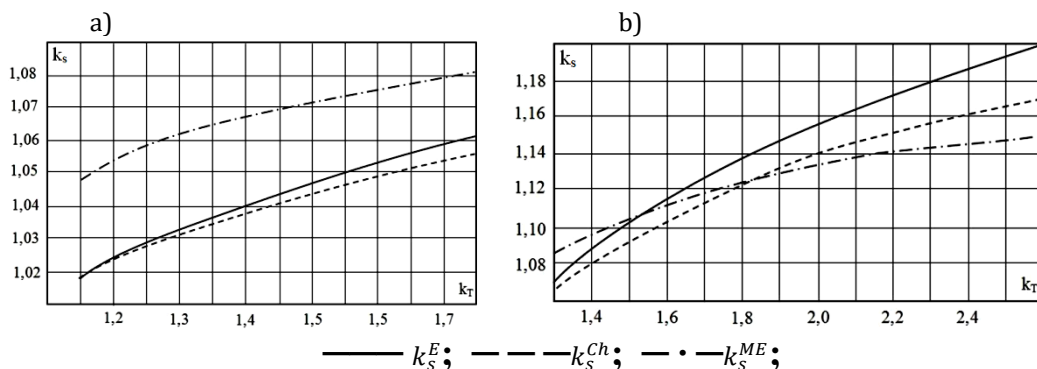 a)
k_s
1,08
1,07
1,06
1,05
1,04
1,03
1,02
k_T
1,2 1,3 1,4 1,5 1,5 1,7
b)
k_s
1,18
1,16
1,14
1,12
1,10
1,08
k_T
1,4 1,6 1,8 2,0 2,2 2,4
k_s^E; k_s^Ch; k_s^ME;